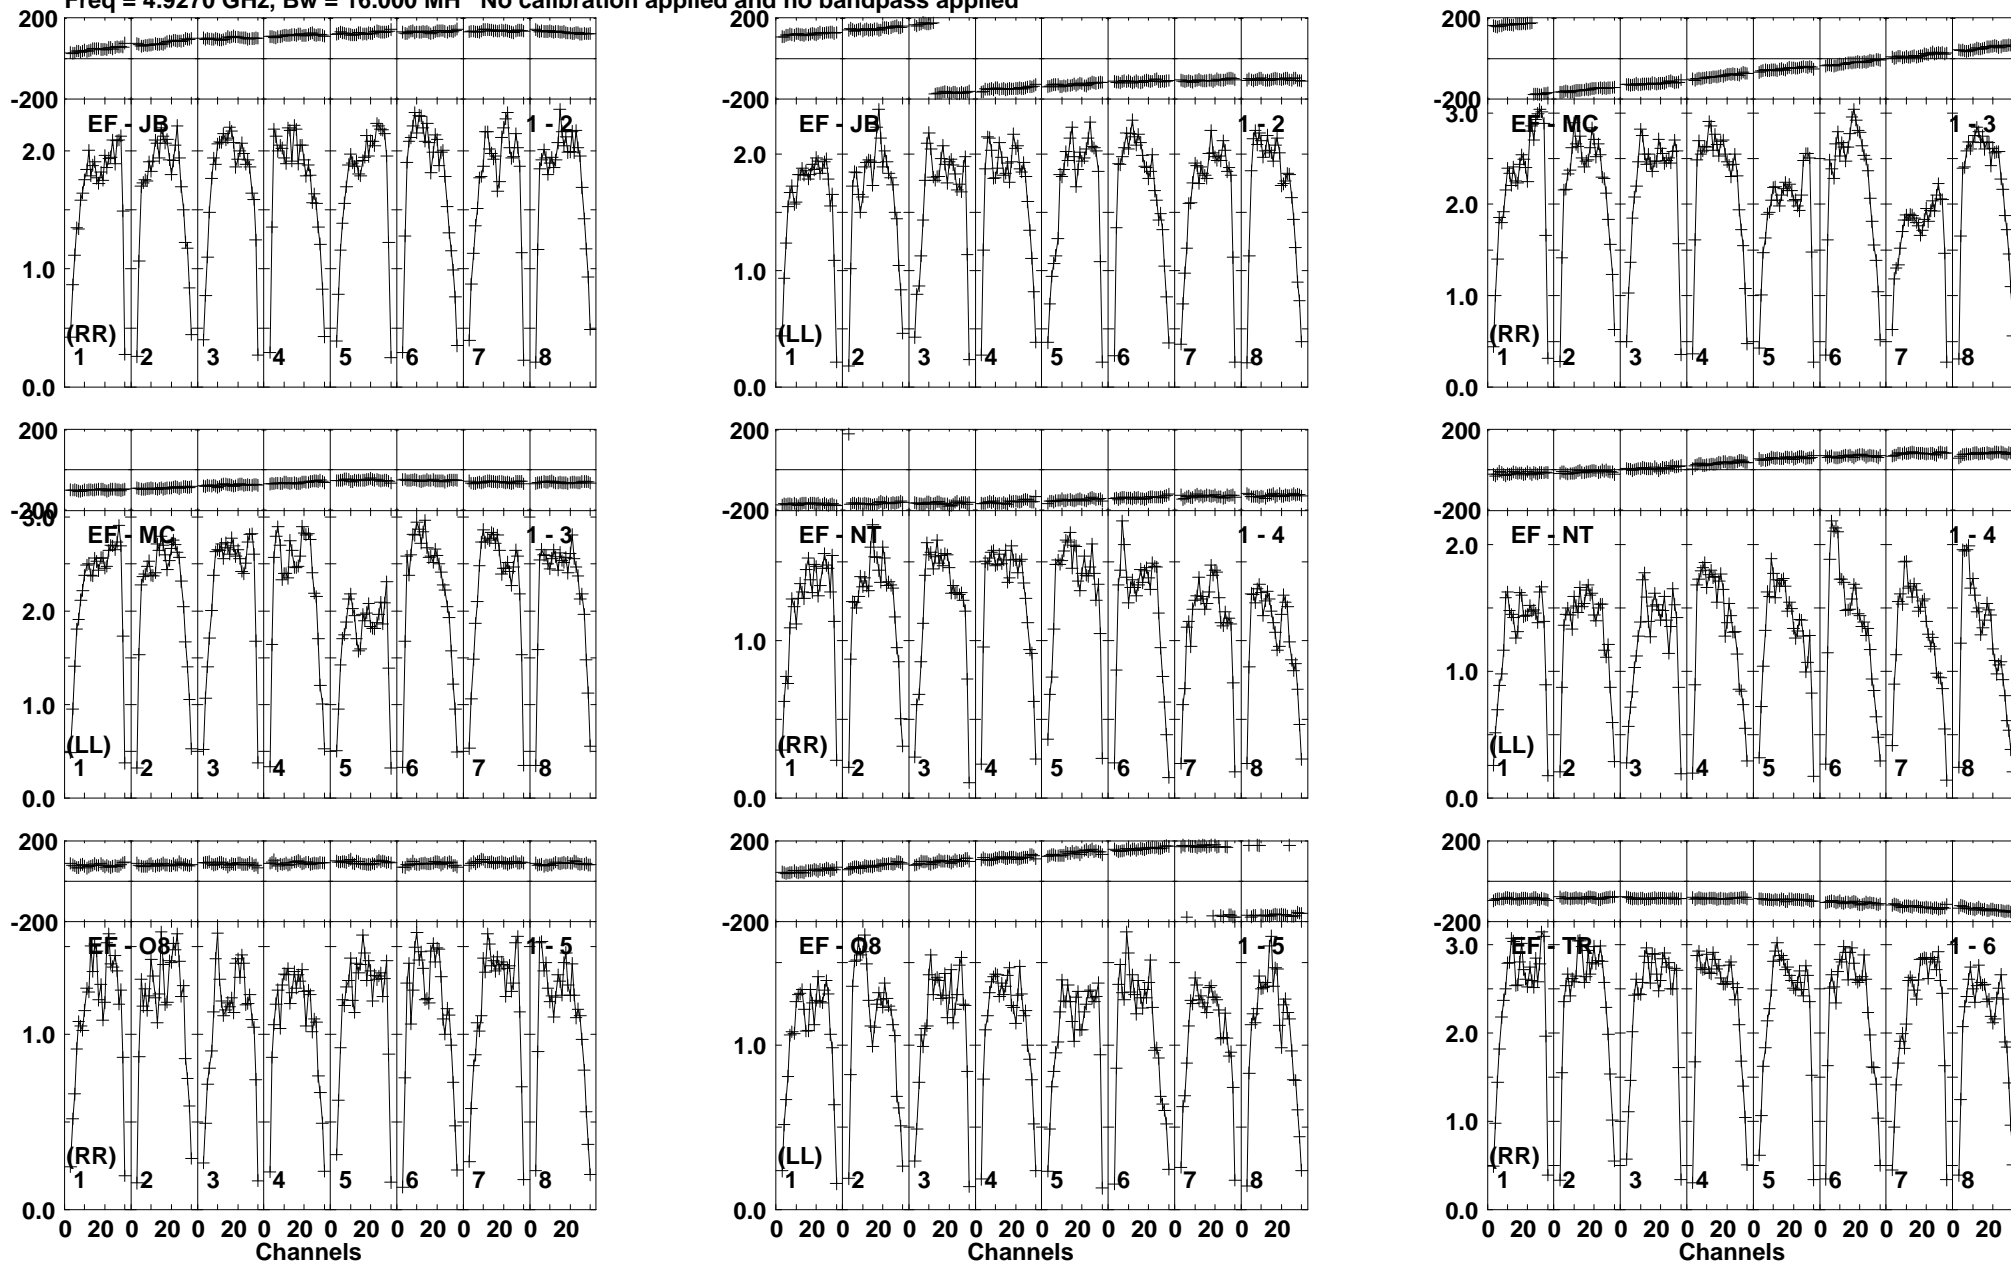 Freq = 4.9270 GHz, Bw = 16.000 MH No calibration applied and no bandpass applied
200 200 200
-200 -200 -200
EF - JB 1 - 2 EF - JB 1 - 2 3.0 EF - MC 1 - 3
2.0 2.0 2.0
1.0 1.0 1.0
(RR) (LL) (RR)
1 2 3 4 5 6 7 8 1 2 3 4 5 6 7 8 1 2 3 4 5 6 7 8
0.0 0.0 0.0
200 200 200
-200 -200 -200
3.0 EF - MC 1 - 3 EF - NT 1 - 4 EF - NT 1 - 4
2.0 2.0
1.0 1.0 1.0
(LL) (RR) (LL)
1 2 3 4 5 6 7 8 1 2 3 4 5 6 7 8 1 2 3 4 5 6 7 8
0.0 0.0 0.0
200 200 200
-200 -200 -200
EF - O8 1 - 5 EF - O8 1 - 5 3.0 EF - TR 1 - 6
2.0
1.0 1.0 1.0
(RR) (LL) (RR)
1 2 3 4 5 6 7 8 1 2 3 4 5 6 7 8 1 2 3 4 5 6 7 8
0.0 0.0 0.0
0 20 0 20 0 20 0 20 0 20 0 20 0 20 0 20 0 20 0 20 0 20 0 20 0 20 0 20 0 20 0 20 0 20 0 20 0 20 0 20 0 20 0 20 0 20 0 20
Channels Channels Channels